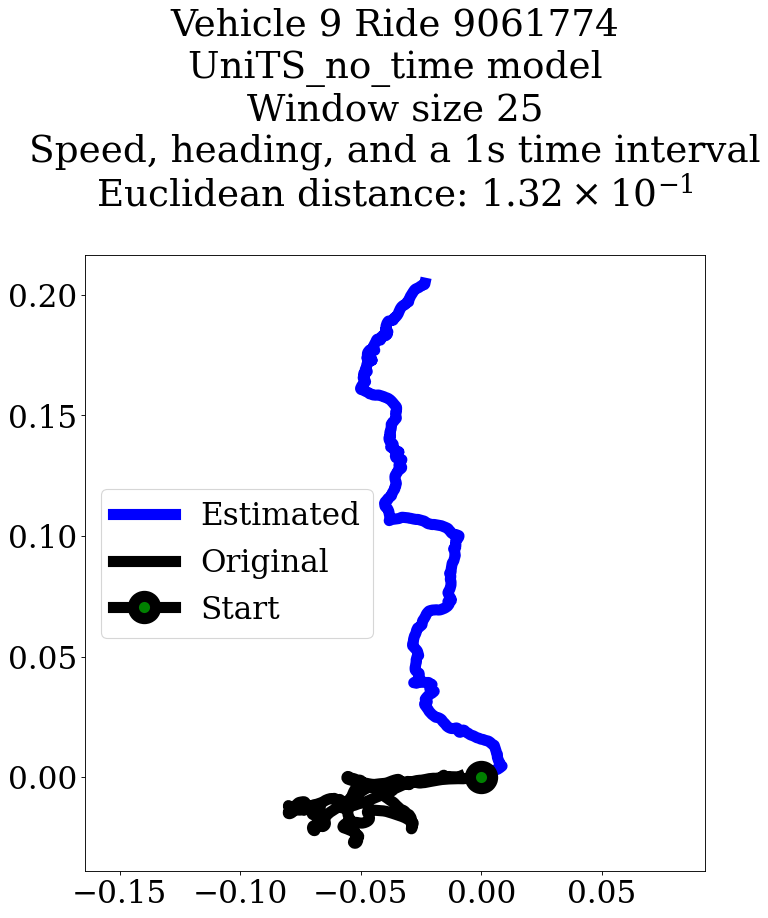 Vehicle 9 Ride 9061774
UniTS_no_time model
Window size 25
Speed, heading, and a 1s time interval
Euclidean distance: 1.32 × 10⁻¹
0.20
0.15
0.10
0.05
0.00
Estimated
Original
Start
−0.15 −0.10 −0.05 0.00 0.05